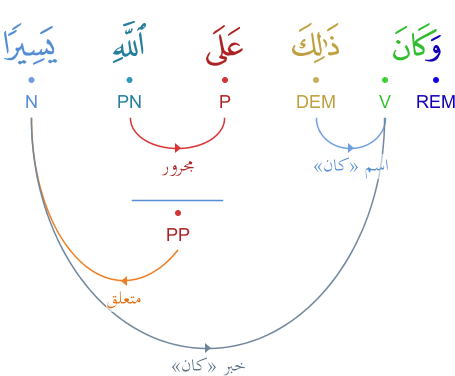 وَكَانَ ذَٰلِكَ عَلَى ٱللَّهِ يَسِيرًا
REM V DEM P PN N
اسم «كان»
مجرور
PP
متعلق
خبر «كان»